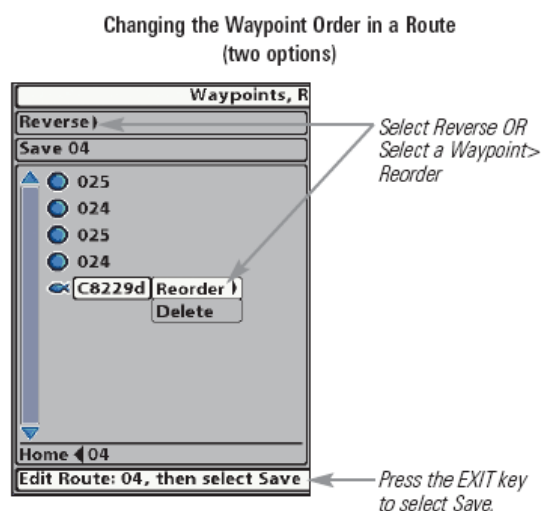 Changing the Waypoint Order in a Route
(two options)
Waypoints, R
Reverse
Save 04
025
024
025
024
C8229d
Reorder
Delete
Home 04
Edit Route: 04, then select Save
Select Reverse OR
Select a Waypoint>
Reorder
Press the EXIT key
to select Save.